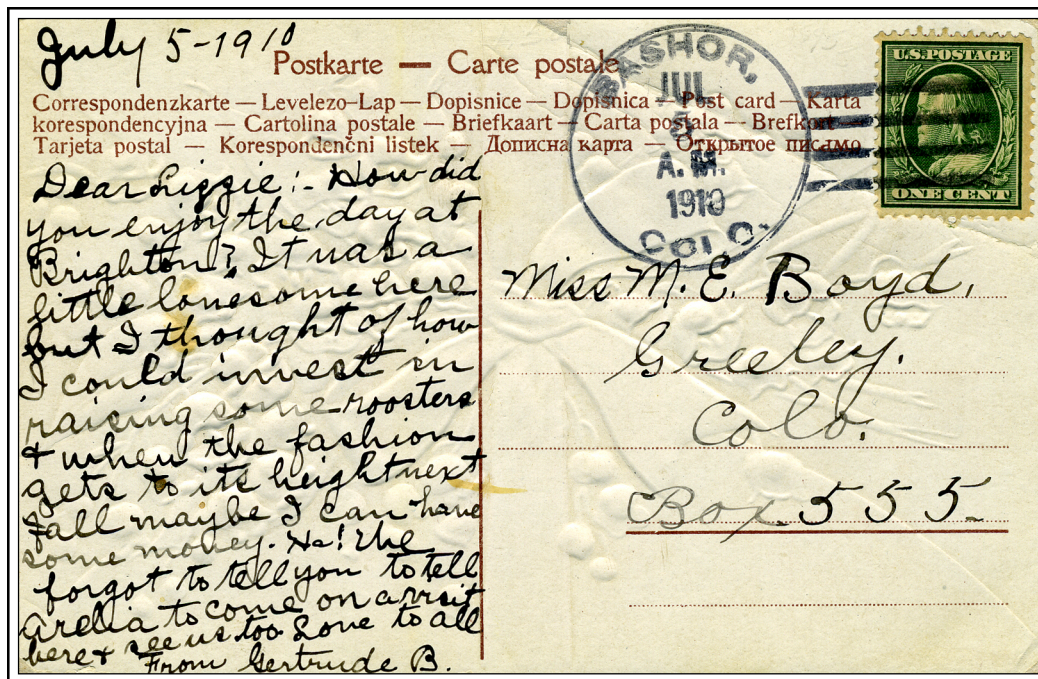 July 5-1910
Postkarte — Carte postale
Correspondenzkarte — Levelezo-Lap — Dopisnice — Dopisnica — Post card — Karta
korespondencyjna — Cartolina postale — Briefkaart — Carta postala — Brefkort
Tarjeta postal — Korespondenčni listek — Дописна карта — Открытое письмо
BASHOR,
JUL
5
A.M.
1910
COLO.
U.S. POSTAGE
ONE CENT
Dear Lizzie :- How did
you enjoy the day at
Brighton? It was a
little lonesome here
but I thought of how
I could invest in
raising some roosters
& when the fashion
gets to its height next
fall maybe I can have
some money. Ha! We
forgot to tell you to tell
to come on a visit
here & see us too Love to all
From Gertrude B.
Miss M. E. Boyd,
Greeley.
Colo.
Box 555